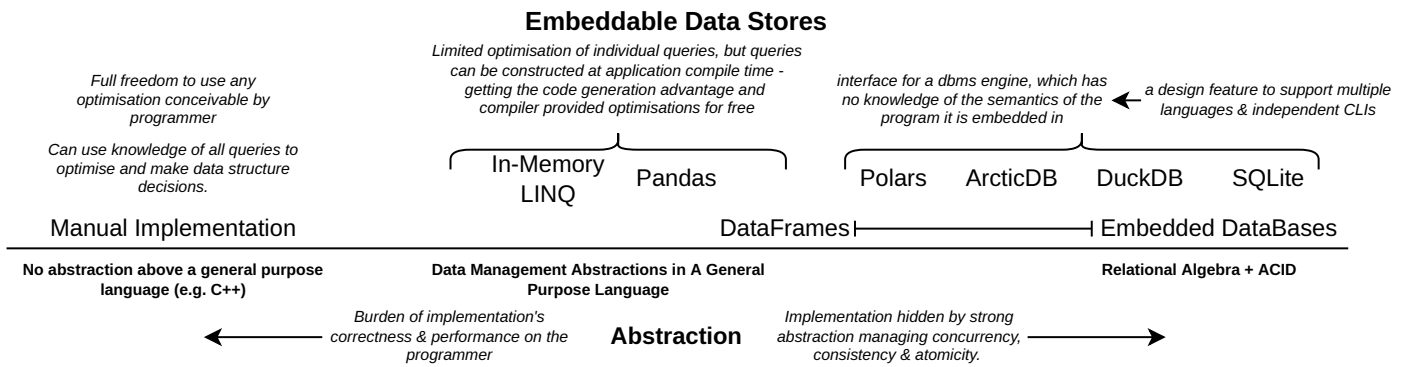 Embeddable Data Stores
Full freedom to use any
optimisation conceivable by
programmer
Can use knowledge of all queries to
optimise and make data structure
decisions.
Limited optimisation of individual queries, but queries
can be constructed at application compile time -
getting the code generation advantage and
compiler provided optimisations for free
interface for a dbms engine, which has
no knowledge of the semantics of the
program it is embedded in
a design feature to support multiple
languages & independent CLIs
In-Memory
LINQ
Pandas
Polars
ArcticDB
DuckDB
SQLite
Manual Implementation
DataFrames
Embedded DataBases
No abstraction above a general purpose
language (e.g. C++)
Data Management Abstractions in A General
Purpose Language
Relational Algebra + ACID
Burden of implementation's
correctness & performance on the
programmer
Abstraction
Implementation hidden by strong
abstraction managing concurrency,
consistency & atomicity.